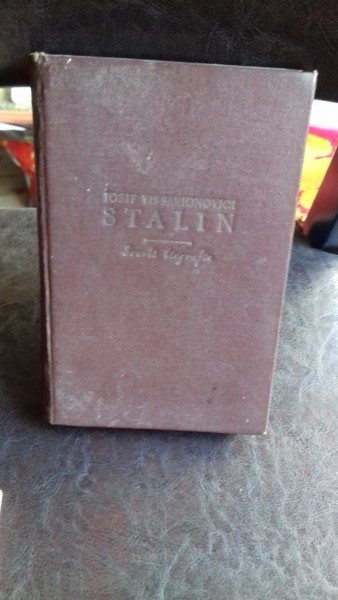 IOSIF VISSARIONOVICI
STALIN
Scurtă biografie